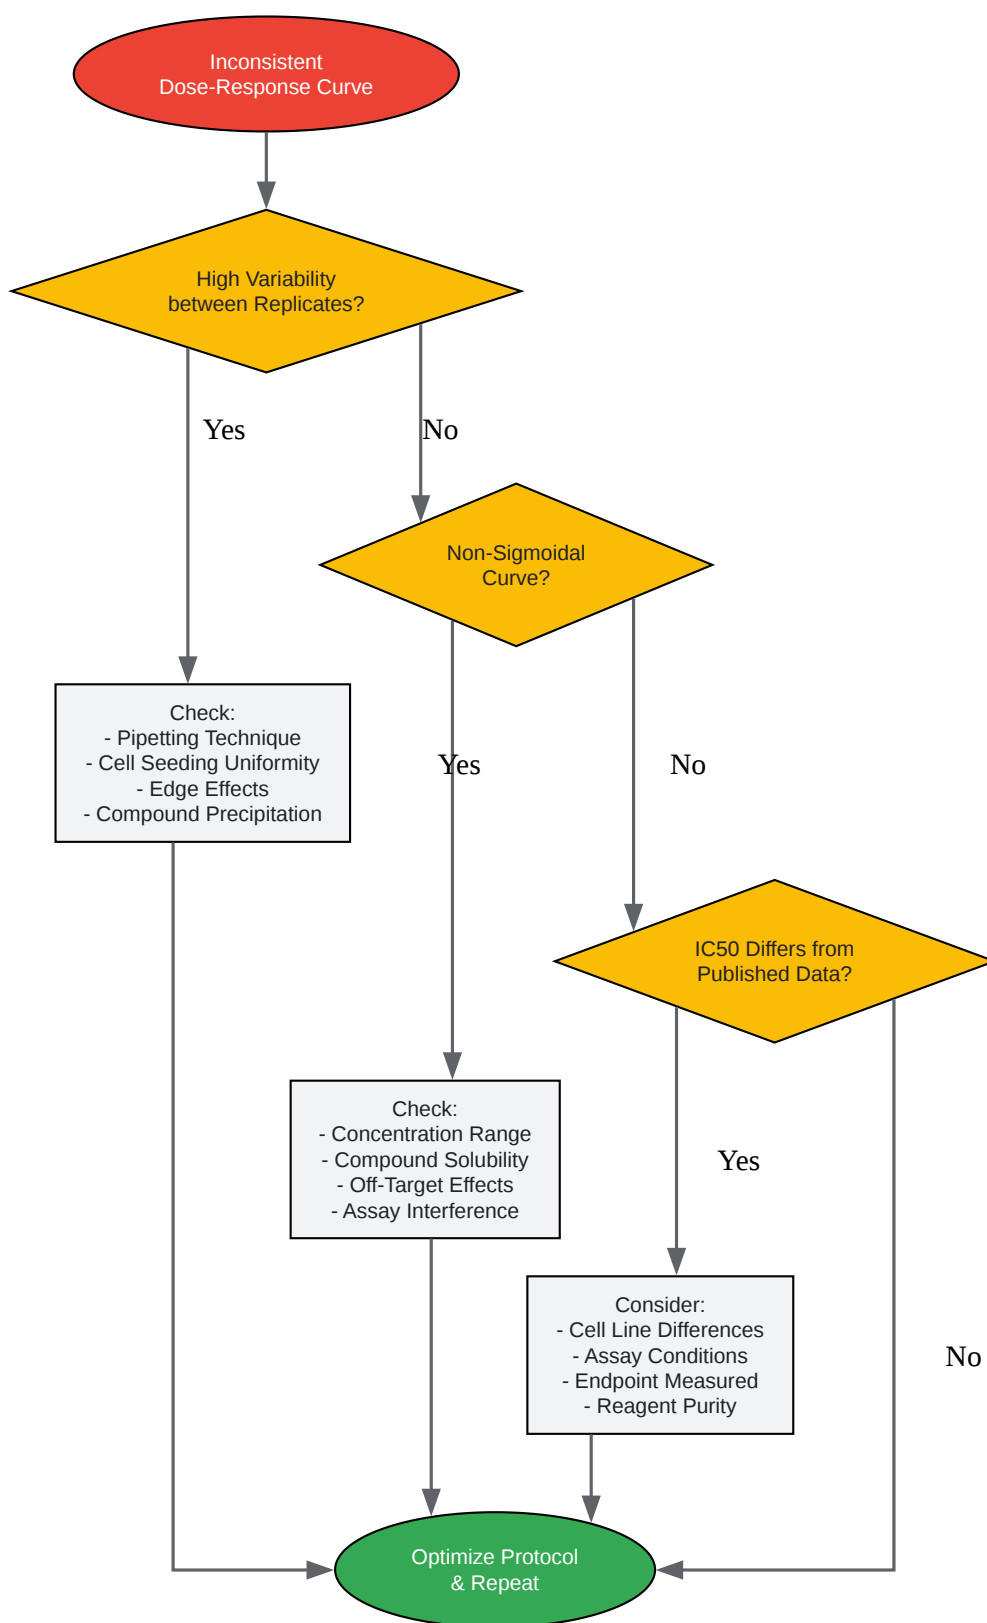 Inconsistent
Dose-Response Curve
High Variability
between Replicates?
Yes
No
Non-Sigmoidal
Curve?
Check:
- Pipetting Technique
- Cell Seeding Uniformity
- Edge Effects
- Compound Precipitation
Yes
No
IC50 Differs from
Published Data?
Check:
- Concentration Range
- Compound Solubility
- Off-Target Effects
- Assay Interference
Yes
Consider:
- Cell Line Differences
- Assay Conditions
- Endpoint Measured
- Reagent Purity
No
Optimize Protocol
& Repeat